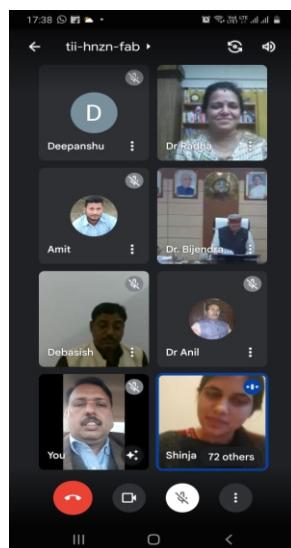 17:38
tii-hnzn-fab
D
Deepanshu
Dr Radha
Amit
Dr. Bijendra...
Debasish
Dr Anil
You
Shinja
72 others